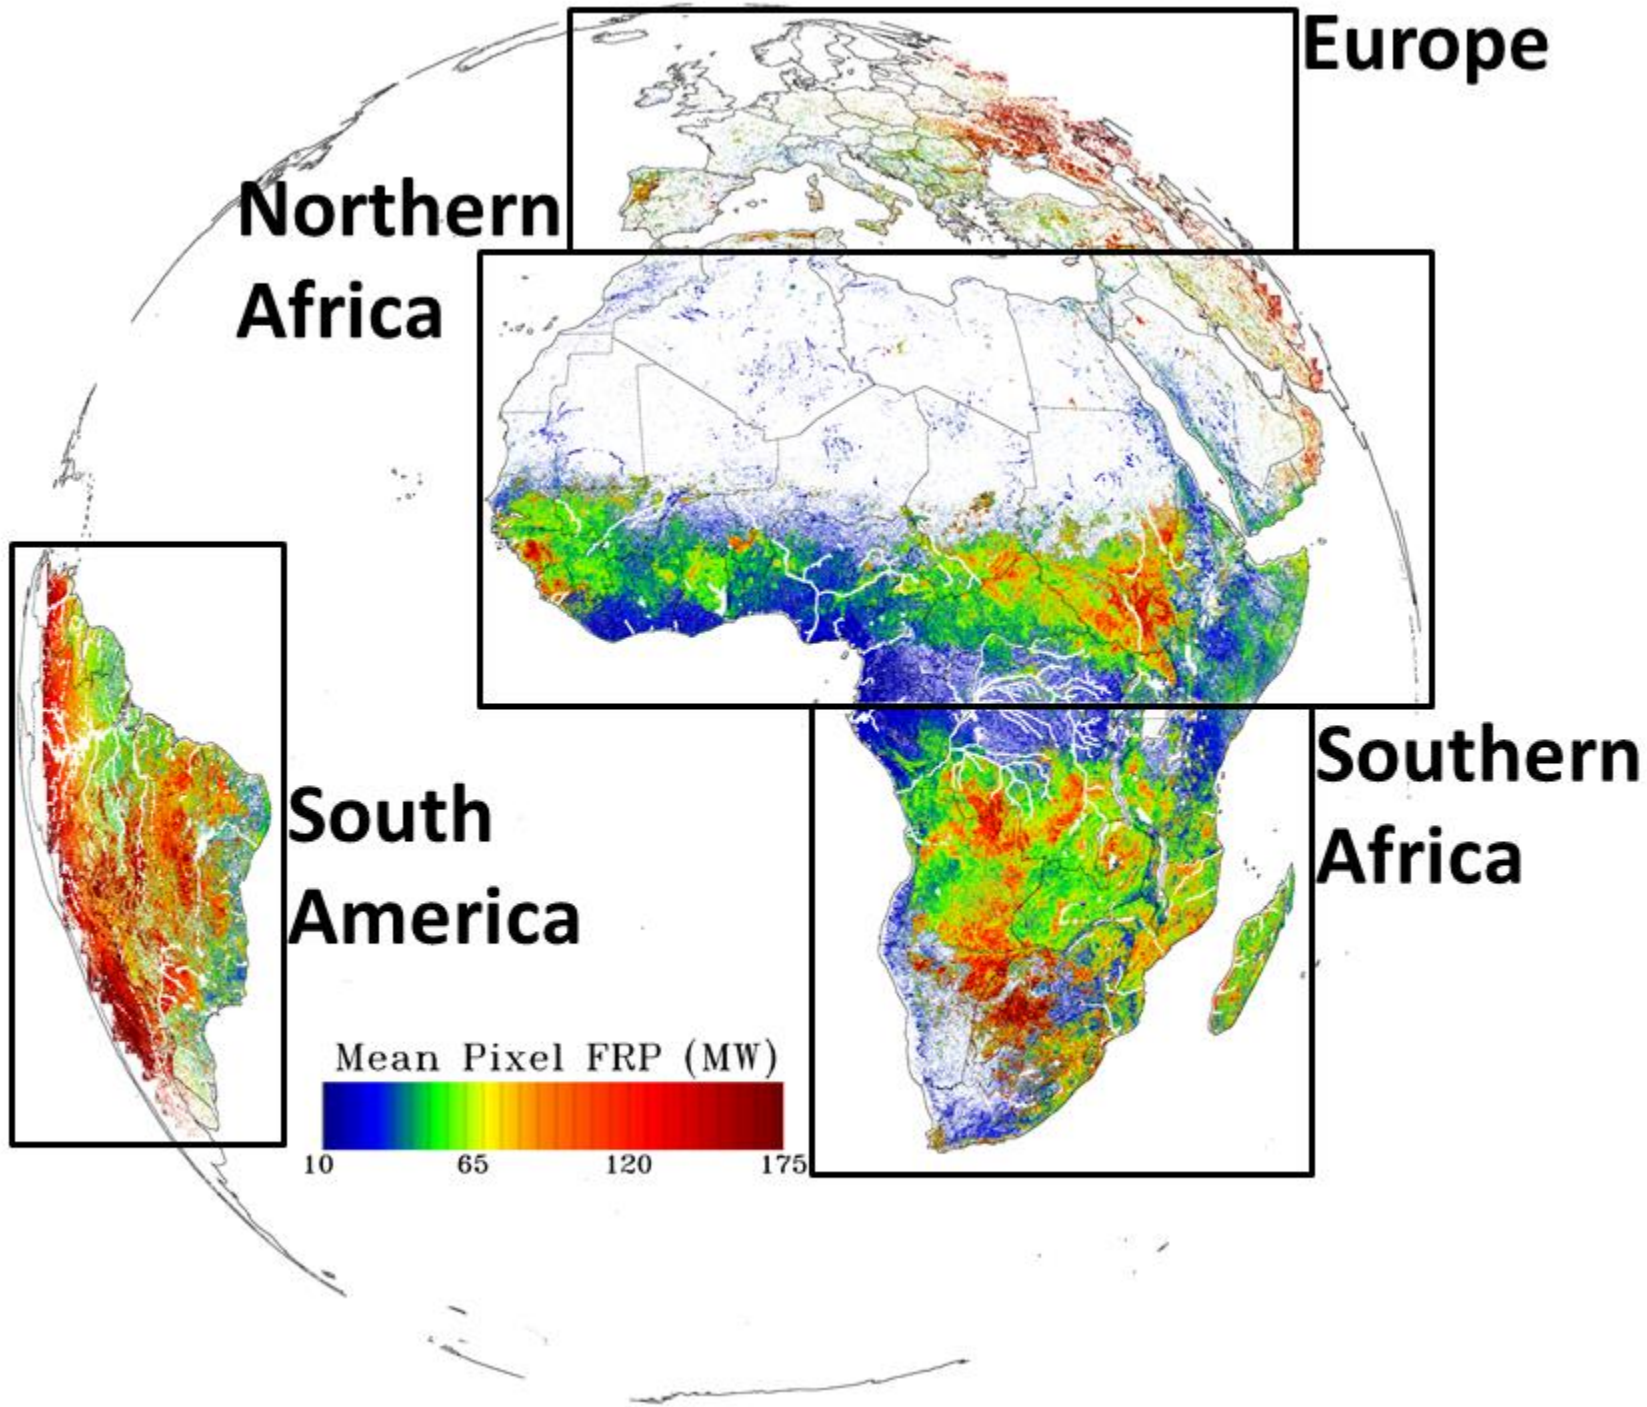 Europe
Northern
Africa
Southern
Africa
South
America
Mean Pixel FRP (MW)
10 65 120 175